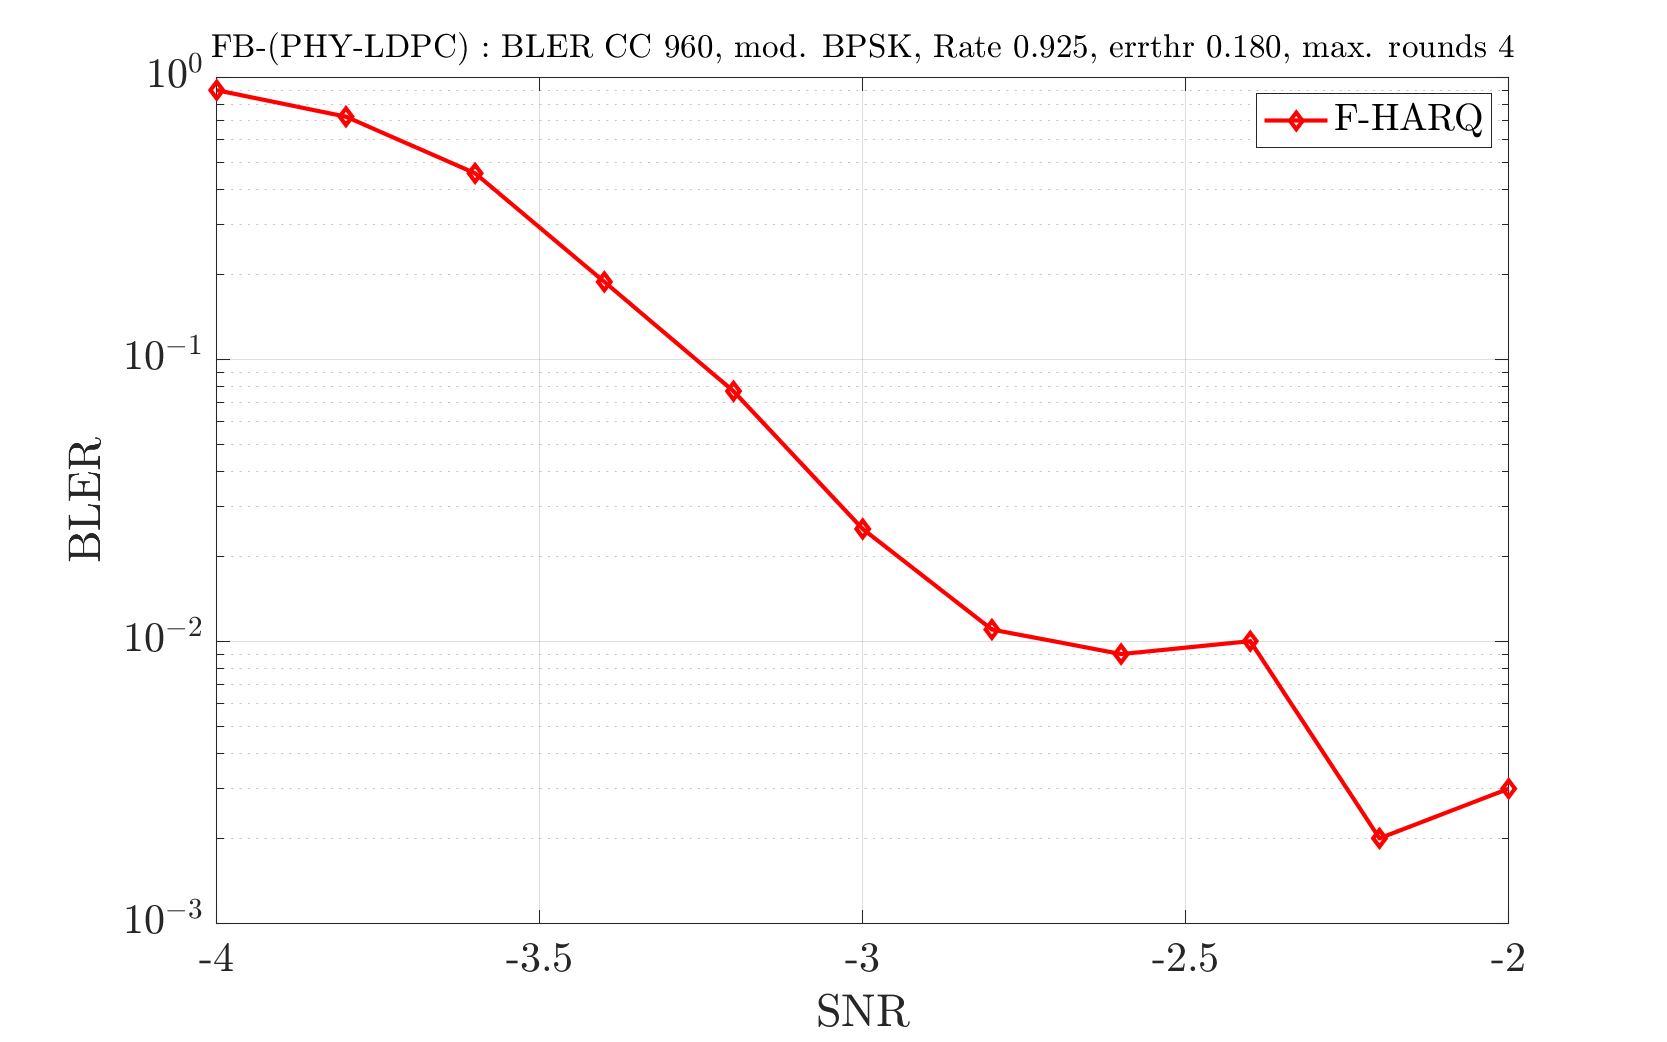 FB-(PHY-LDPC) : BLER CC 960, mod. BPSK, Rate 0.925, errthr 0.180, max. rounds 4
10^0
F-HARQ
10^{-1}
BLER
10^{-2}
10^{-3}
-4 -3.5 -3 -2.5 -2
SNR